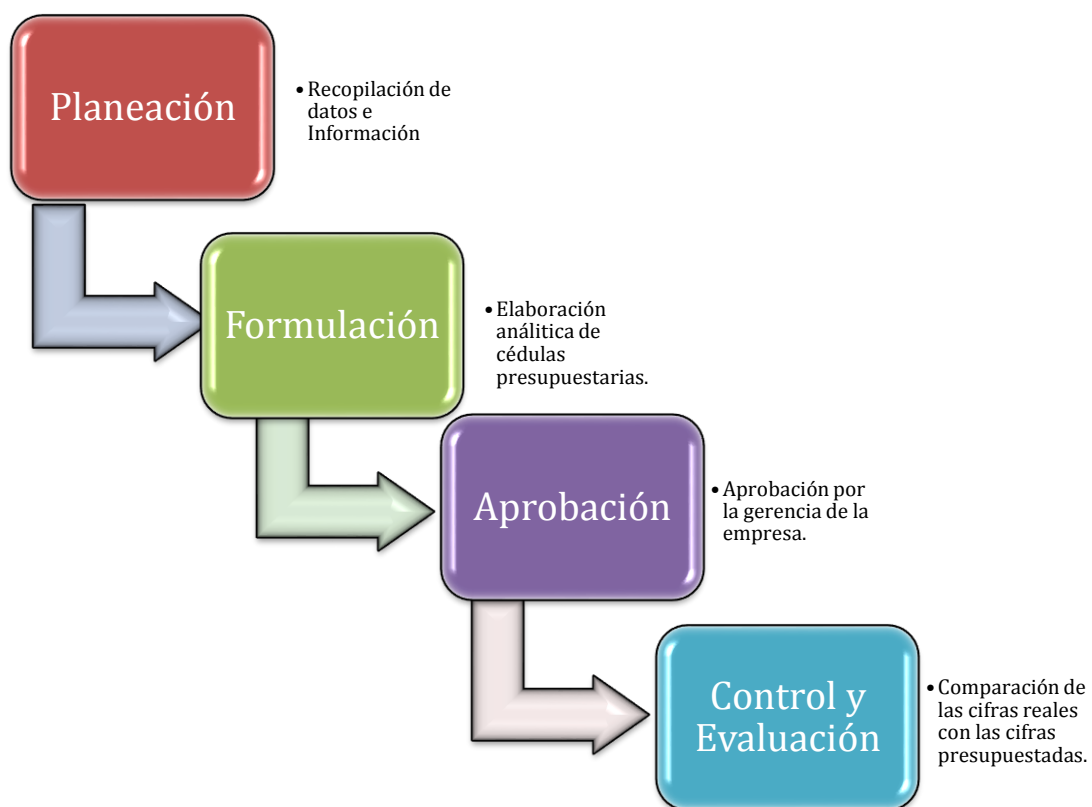 Planeación
• Recopilación de
datos e
Información
Formulación
• Elaboración
análitica de
cédulas
presupuestarias.
Aprobación
• Aprobación por
la gerencia de la
empresa.
Control y
Evaluación
• Comparación de
las cifras reales
con las cifras
presupuestadas.